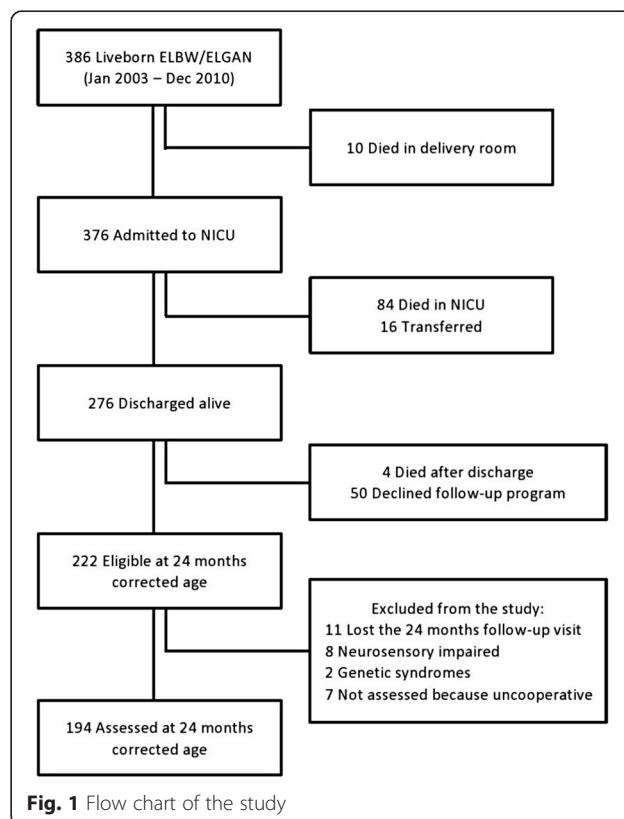 386 Liveborn ELBW/ELGAN
(Jan 2003 – Dec 2010)
10 Died in delivery room
376 Admitted to NICU
84 Died in NICU
16 Transferred
276 Discharged alive
4 Died after discharge
50 Declined follow-up program
222 Eligible at 24 months
corrected age
Excluded from the study:
11 Lost the 24 months follow-up visit
8 Neurosensory impaired
2 Genetic syndromes
7 Not assessed because uncooperative
194 Assessed at 24 months
corrected age
Fig. 1 Flow chart of the study